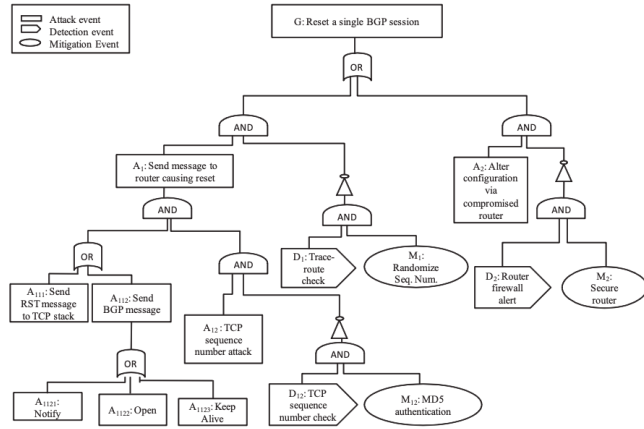 Attack event
Detection event
Mitigation Event
G: Reset a single BGP session
OR
AND
AND
A₁: Send message to
router causing reset
A₂: Alter
configuration
via
compromised
router
AND
AND
AND
OR
AND
D₁: Trace-
route
check
M₁:
Randomize
Seq. Num.
D₂: Router
firewall
alert
M₂:
Secure
router
A₁₁₁: Send
RST message
to TCP stack
A₁₁₂: Send
BGP message
A₁₂: TCP
sequence
number attack
OR
AND
A₁₁₂₁:
Notify
A₁₁₂₂: Open
A₁₁₂₃: Keep
Alive
D₁₂: TCP
sequence
number check
M₁₂: MD5
authentication